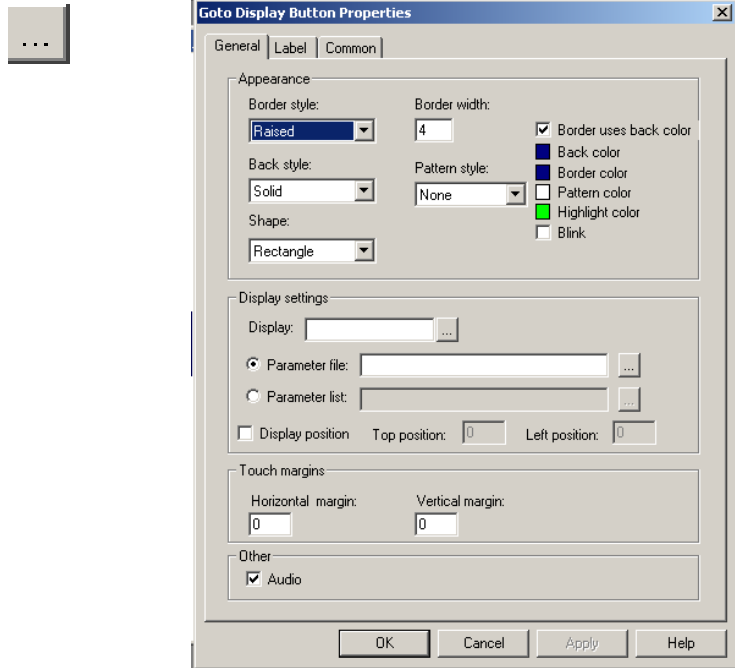 ...
Goto Display Button Properties
General Label Common
Appearance
Border style: Border width:
Raised 4 Border uses back color
Back color
Back style: Pattern style: Border color
Solid None Pattern color
Highlight color
Shape: Blink
Rectangle
Display settings
Display: ...
Parameter file: ...
Parameter list: ...
Display position Top position: 0 Left position: 0
Touch margins
Horizontal margin: Vertical margin:
0 0
Other
Audio
OK Cancel Apply Help